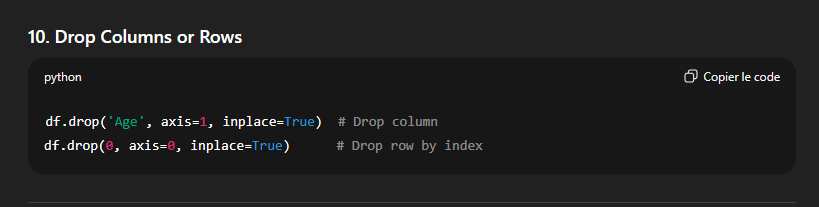 10. Drop Columns or Rows
python
Copier le code
df.drop('Age', axis=1, inplace=True)  # Drop column
df.drop(0, axis=0, inplace=True)      # Drop row by index